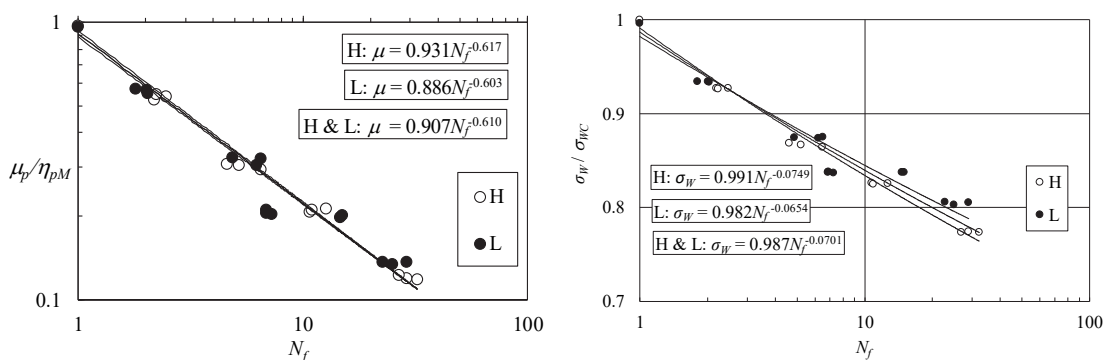 1
H: μ = 0.931N_f^-0.617
L: μ = 0.886N_f^-0.603
H & L: μ = 0.907N_f^-0.610
μ_p/η_pM
H
L
0.1
1
10
100
N_f
1
0.9
σ_W / σ_WC
0.8
H: σ_W = 0.991N_f^-0.0749
L: σ_W = 0.982N_f^-0.0654
H & L: σ_W = 0.987N_f^-0.0701
H
L
0.7
1
10
100
N_f